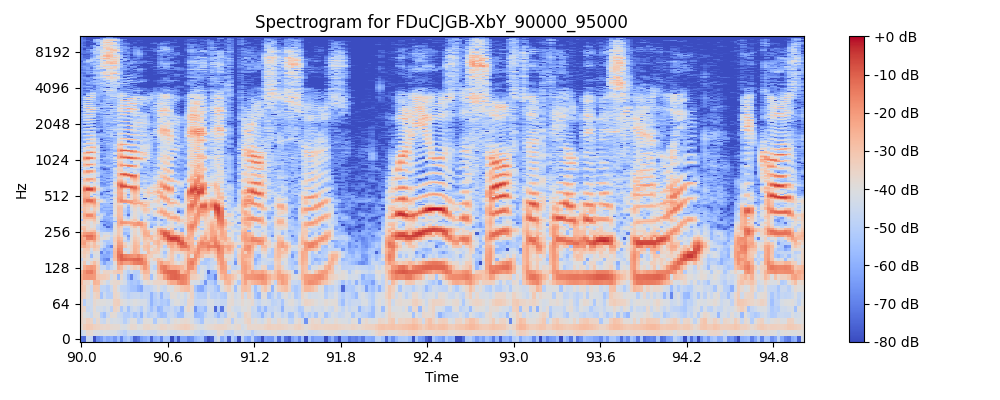 Spectrogram for FDuCJGB-XbY_90000_95000
Hz
8192
4096
2048
1024
512
256
128
64
0
90.0 90.6 91.2 91.8 92.4 93.0 93.6 94.2 94.8
Time
+0 dB
-10 dB
-20 dB
-30 dB
-40 dB
-50 dB
-60 dB
-70 dB
-80 dB